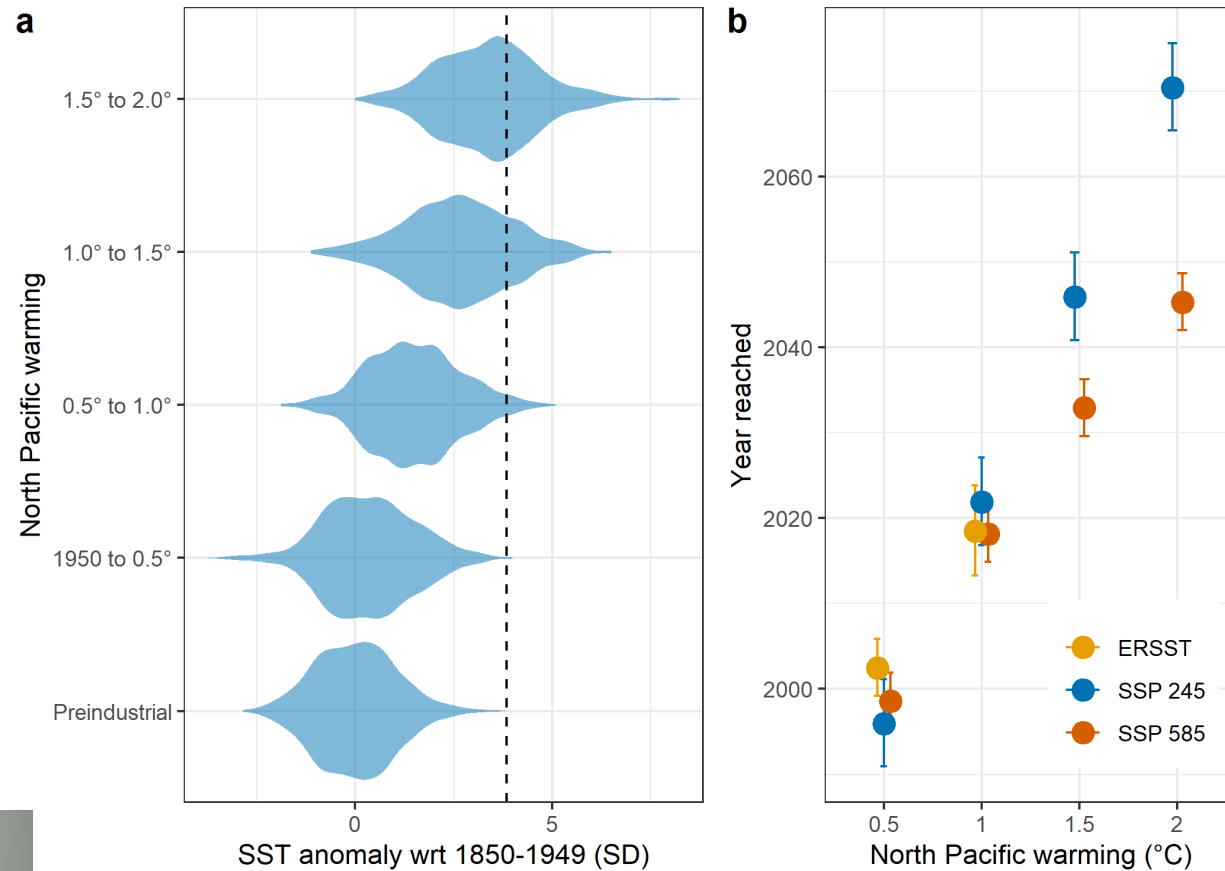 a
North Pacific warming
1.5° to 2.0°
1.0° to 1.5°
0.5° to 1.0°
1950 to 0.5°
Preindustrial
0
5
SST anomaly wrt 1850-1949 (SD)
b
Year reached
2060
2040
2020
2000
ERSST
SSP 245
SSP 585
0.5
1
1.5
2
North Pacific warming (°C)